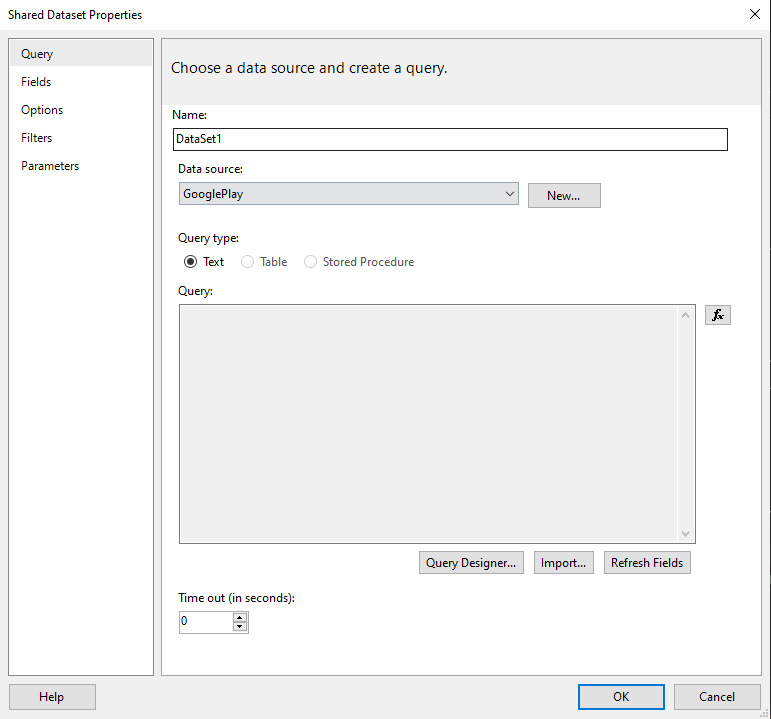 Shared Dataset Properties
Query
Fields
Options
Filters
Parameters
Choose a data source and create a query.
Name:
DataSet1
Data source:
GooglePlay
New...
Query type:
Text Table Stored Procedure
Query:
fx
Query Designer... Import... Refresh Fields
Time out (in seconds):
0
Help OK Cancel